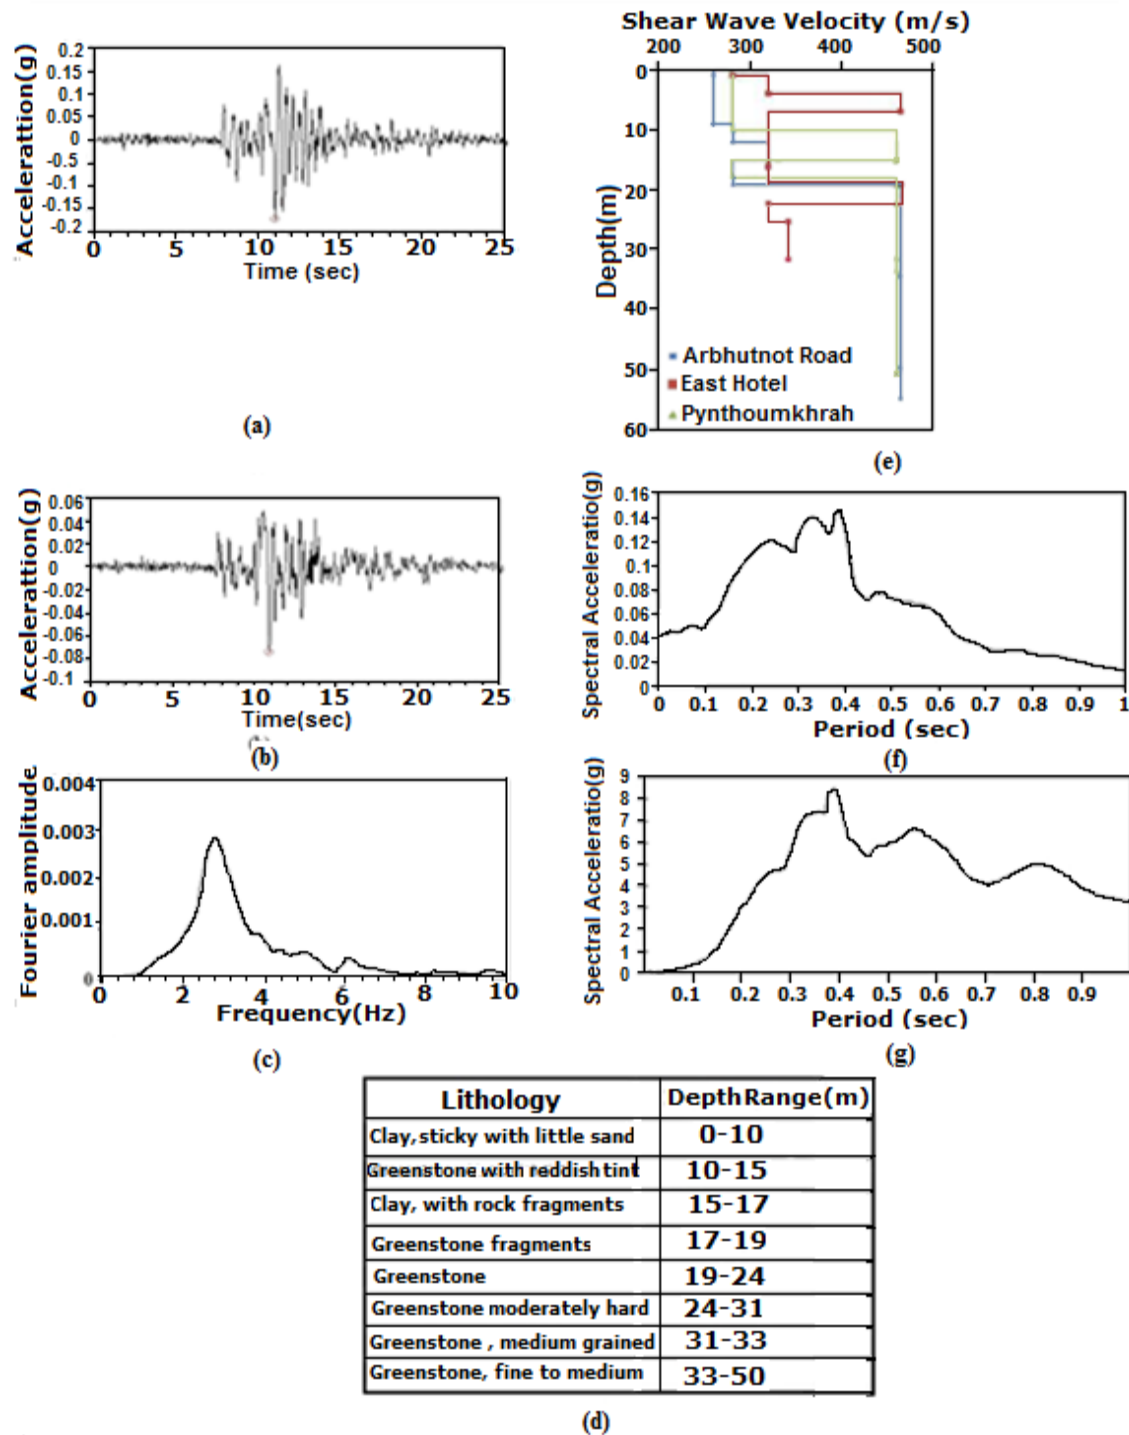 Accelerattion(g)
0.2
0.15
0.1
0.05
0
-0.5
-0.1
-0.15
-0.2
0 5 10 15 20 25
Time (sec)
(a)
Shear Wave Velocity (m/s)
200 280 400 500
Depth(m)
0
10
20
30
40
50
60
Arbhutnot Road
East Hotel
Pynthoumkhrah
(e)
Accelerattion(g)
0.06
0.04
0.02
0
-0.02
-0.04
-0.06
-0.08
-0.1
0 5 10 15 20 25
Time(sec)
(b)
Spectral Acceleratio(g)
0.16
0.14
0.12
0.10
0.08
0.06
0.04
0.02
0
0 0.1 0.2 0.3 0.4 0.5 0.6 0.7 0.8 0.9 1
Period (sec)
(f)
Fourier amplitude
0.004
0.003
0.002
0.001
0
0 2 4 6 8 10
Frequency(Hz)
(c)
Spectral Acceleratio(g)
9
8
7
6
5
4
3
2
1
0
0.1 0.2 0.3 0.4 0.5 0.6 0.7 0.8 0.9
Period (sec)
(g)
Lithology DepthRange(m)
Clay,sticky with little sand 0-10
Greenstone with reddish tint 10-15
Clay, with rock fragments 15-17
Greenstone fragments 17-19
Greenstone 19-24
Greenstone moderately hard 24-31
Greenstone , medium grained 31-33
Greenstone, fine to medium 33-50
(d)